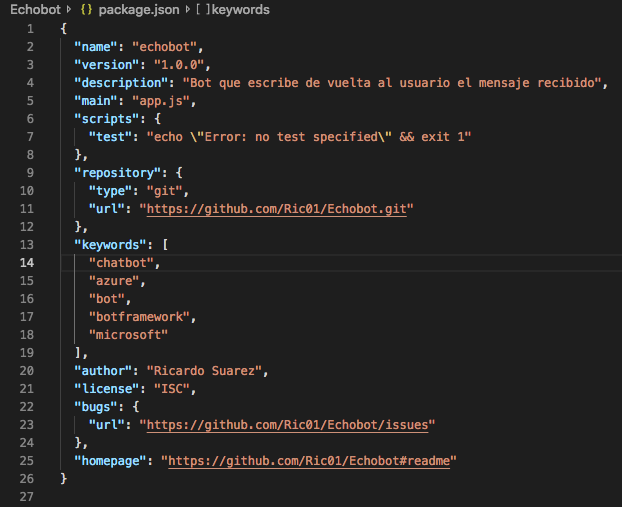 Echobot > {} package.json > [ ] keywords
1 {
2 "name": "echobot",
3 "version": "1.0.0",
4 "description": "Bot que escribe de vuelta al usuario el mensaje recibido",
5 "main": "app.js",
6 "scripts": {
7 "test": "echo \"Error: no test specified\" && exit 1"
8 },
9 "repository": {
10 "type": "git",
11 "url": "https://github.com/Ric01/Echobot.git"
12 },
13 "keywords": [
14 "chatbot",
15 "azure",
16 "bot",
17 "botframework",
18 "microsoft"
19 ],
20 "author": "Ricardo Suarez",
21 "license": "ISC",
22 "bugs": {
23 "url": "https://github.com/Ric01/Echobot/issues"
24 },
25 "homepage": "https://github.com/Ric01/Echobot#readme"
26 }
27